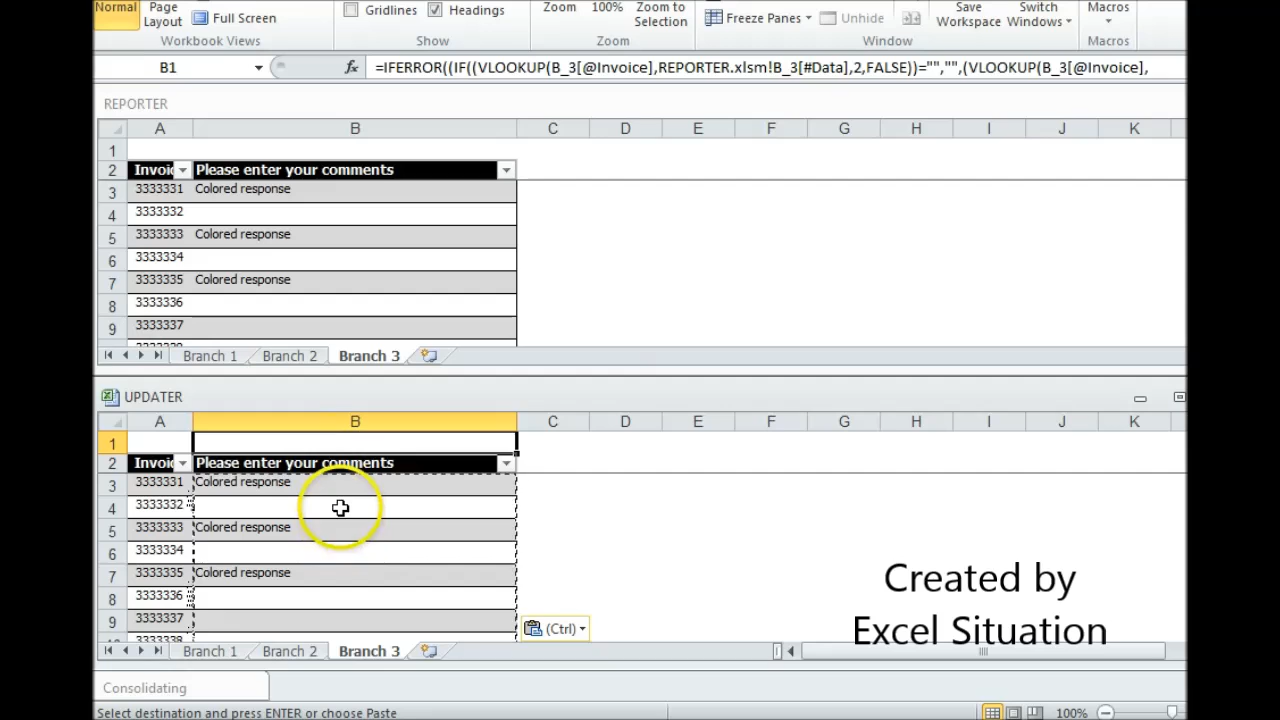 Normal Page Layout Full Screen Gridlines Headings Zoom 100% Zoom to Selection Freeze Panes Unhide Save Workspace Switch Windows Macros
Workbook Views Show Zoom Window Macros
B1 fx =IFERROR((IF((VLOOKUP(B_3[@Invoice],REPORTER.xlsm!B_3[#Data],2,FALSE))="","",(VLOOKUP(B_3[@Invoice],
REPORTER
A B C D E F G H I J K
1
2 Invoic Please enter your comments
3 3333331 Colored response
4 3333332
5 3333333 Colored response
6 3333334
7 3333335 Colored response
8 3333336
9 3333337
Branch 1 Branch 2 Branch 3
UPDATER
A B C D E F G H I J K
1
2 Invoic Please enter your comments
3 3333331 Colored response
4 3333332
5 3333333 Colored response
6 3333334
7 3333335 Colored response
8 3333336
9 3333337
(Ctrl)
Created by
Excel Situation
Branch 1 Branch 2 Branch 3
Consolidating
Select destination and press ENTER or choose Paste 100%